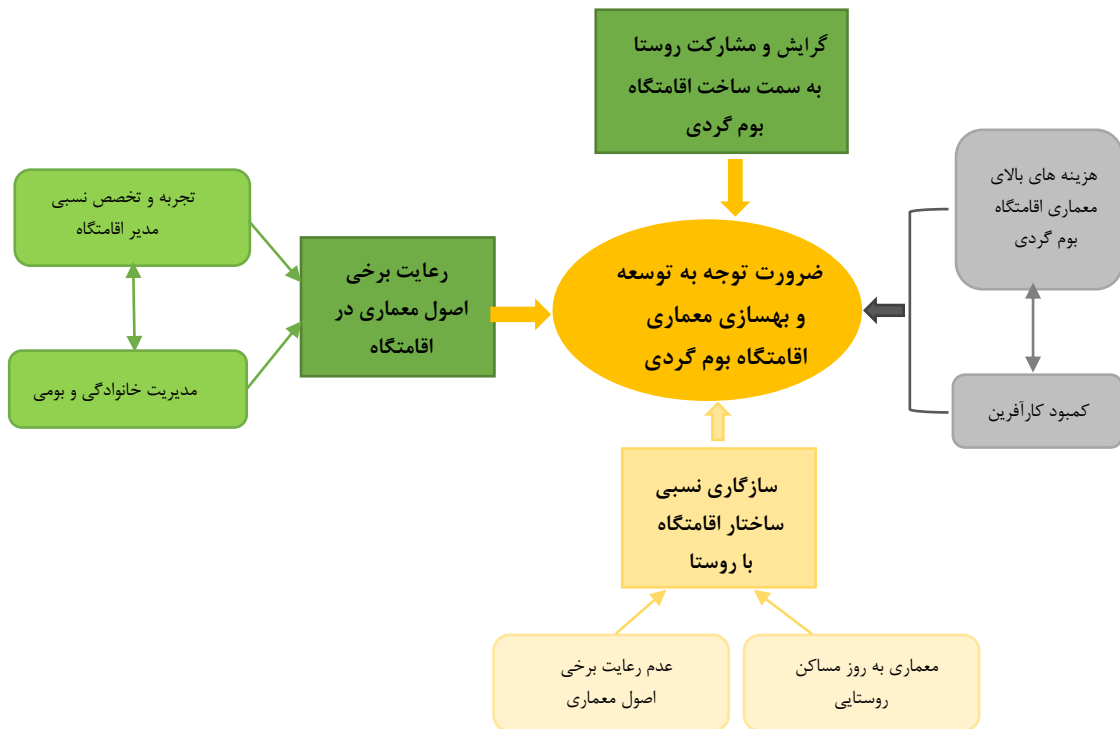 گرایش و مشارکت روستا
به سمت ساخت اقامتگاه
بوم گردی
هزینه های بالای
معماری اقامتگاه
بوم گردی
کمبود کارآفرین
ضرورت توجه به توسعه
و بهسازی معماری
اقامتگاه بوم گردی
رعایت برخی
اصول معماری در
اقامتگاه
تجربه و تخصص نسبی
مدیر اقامتگاه
مدیریت خانوادگی و بومی
سازگاری نسبی
ساختار اقامتگاه
با روستا
معماری به روز مساکن
روستایی
عدم رعایت برخی
اصول معماری